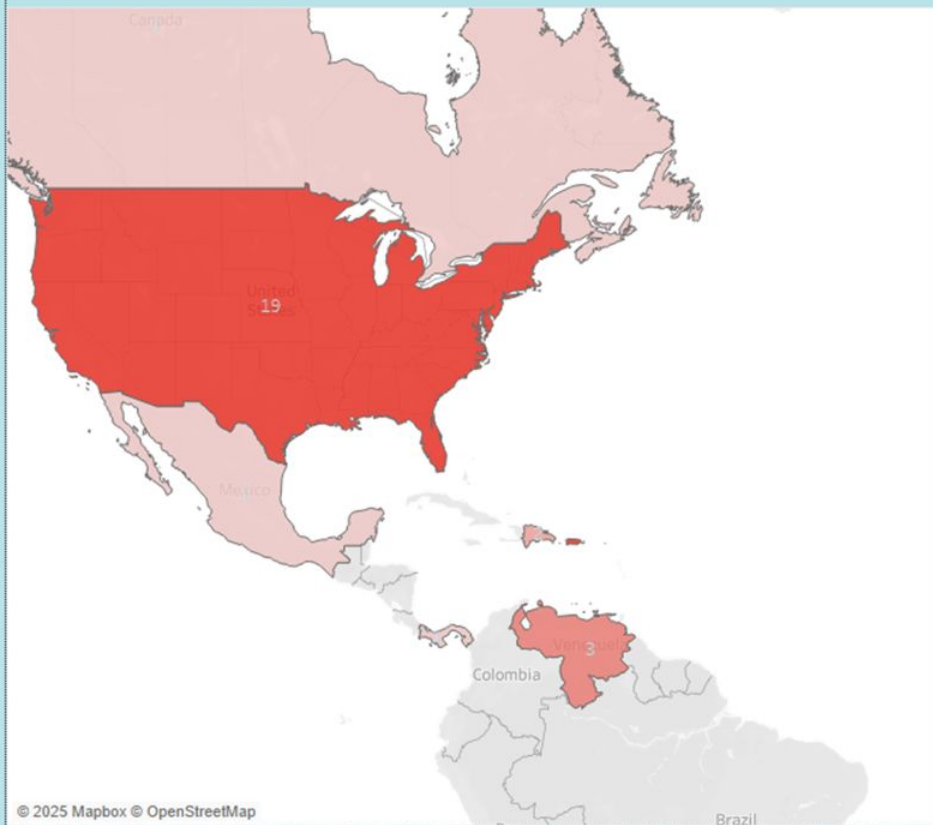 Canada
United
States
19
Mexico
Venezuela
3
Colombia
Brazil
© 2025 Mapbox © OpenStreetMap